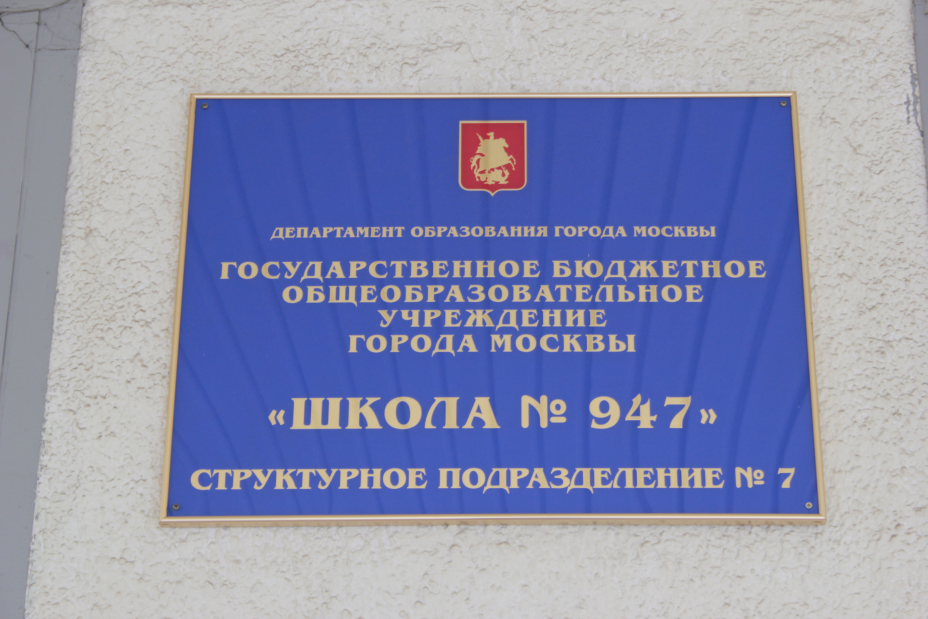 ДЕПАРТАМЕНТ ОБРАЗОВАНИЯ ГОРОДА МОСКВЫ
ГОСУДАРСТВЕННОЕ БЮДЖЕТНОЕ
ОБЩЕОБРАЗОВАТЕЛЬНОЕ
УЧРЕЖДЕНИЕ
ГОРОДА МОСКВЫ
«ШКОЛА № 947»
СТРУКТУРНОЕ ПОДРАЗДЕЛЕНИЕ № 7